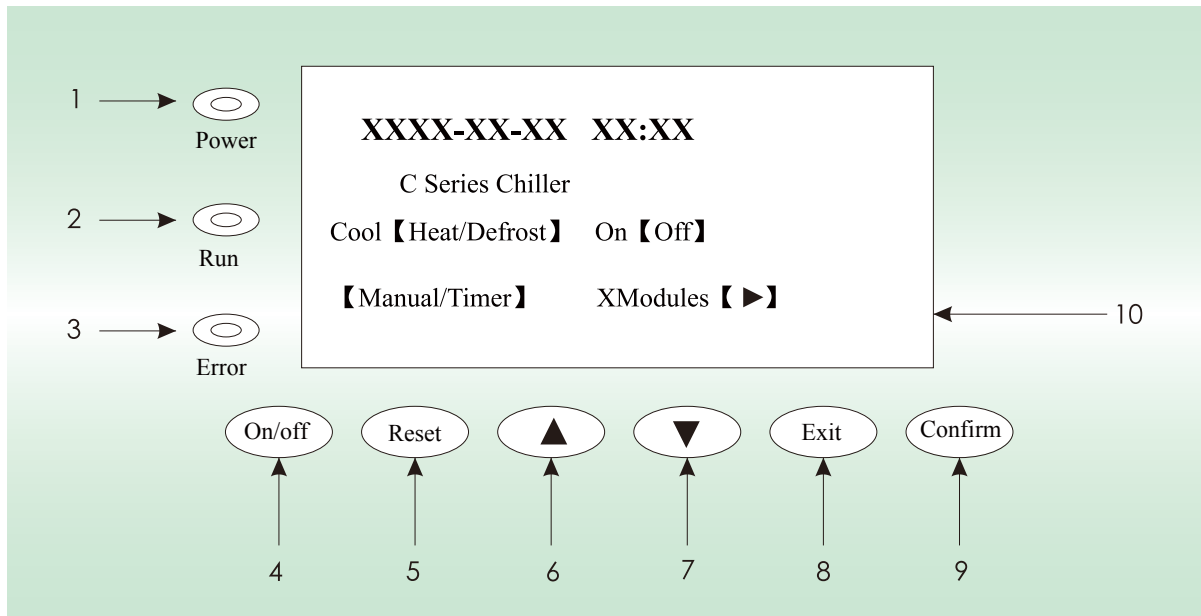 1
Power
2
Run
3
Error
XXXX-XX-XX XX:XX
C Series Chiller
Cool【Heat/Defrost】 On【Off】
【Manual/Timer】 XModules【 ▶】
10
On/off Reset ▲ ▼ Exit Confirm
4 5 6 7 8 9